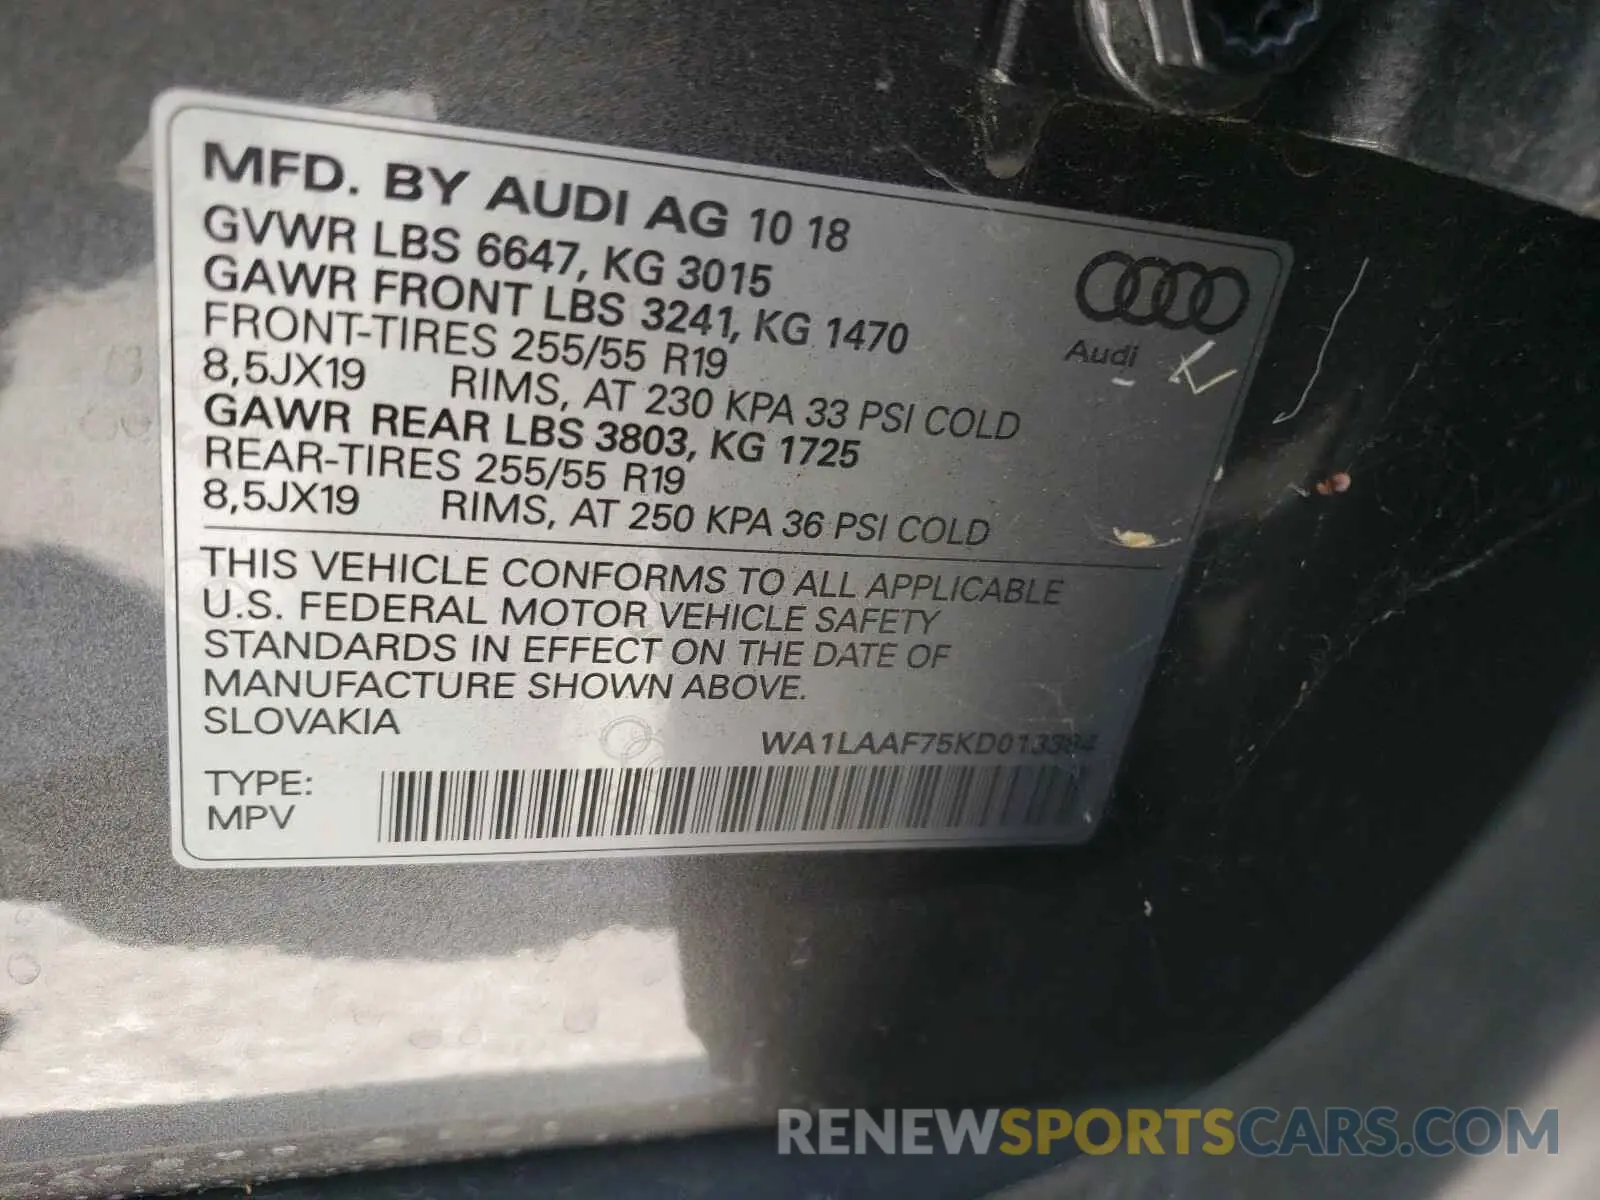 MFD. BY AUDI AG 10 18
GVWR LBS 6647, KG 3015
GAWR FRONT LBS 3241, KG 1470
FRONT-TIRES 255/55 R19
8,5JX19 RIMS, AT 230 KPA 33 PSI COLD
GAWR REAR LBS 3803, KG 1725
REAR-TIRES 255/55 R19
8,5JX19 RIMS, AT 250 KPA 36 PSI COLD
Audi
THIS VEHICLE CONFORMS TO ALL APPLICABLE
U.S. FEDERAL MOTOR VEHICLE SAFETY
STANDARDS IN EFFECT ON THE DATE OF
MANUFACTURE SHOWN ABOVE.
SLOVAKIA
TYPE:
MPV
RENEWSPORTSCARS.COM